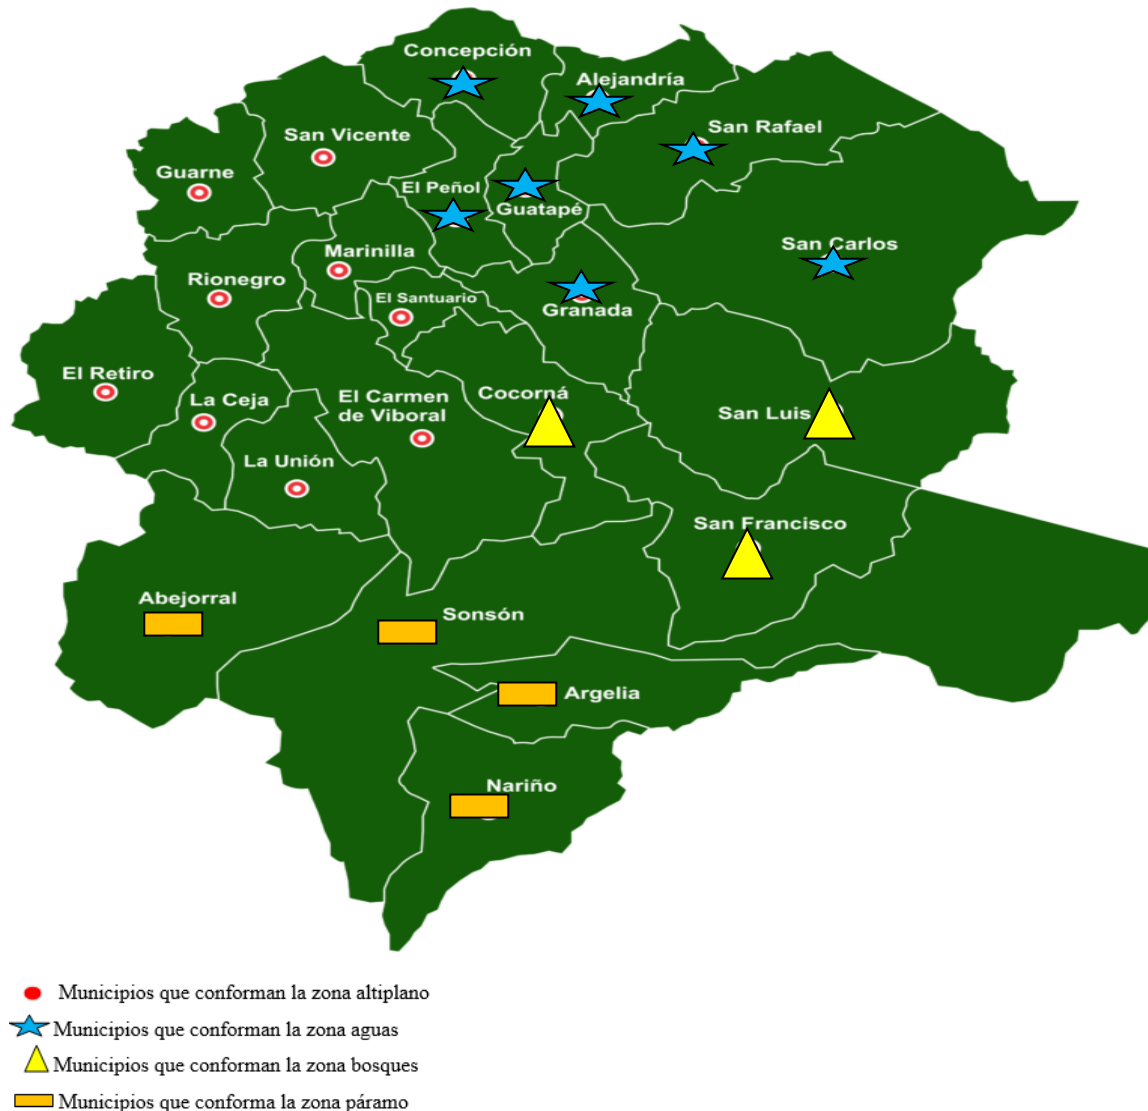 Concepción
Alejandría
San Rafael
San Vicente
Guarne
El Peñol
Guatapé
San Carlos
Marinilla
Rionegro
El Santuario
Granada
El Retiro
La Ceja
El Carmen
de Viboral
Cocorná
San Luis
La Unión
San Francisco
Abejorral
Sonsón
Argelia
Nariño
Municipios que conforman la zona altiplano
Municipios que conforman la zona aguas
Municipios que conforman la zona bosques
Municipios que conforma la zona páramo